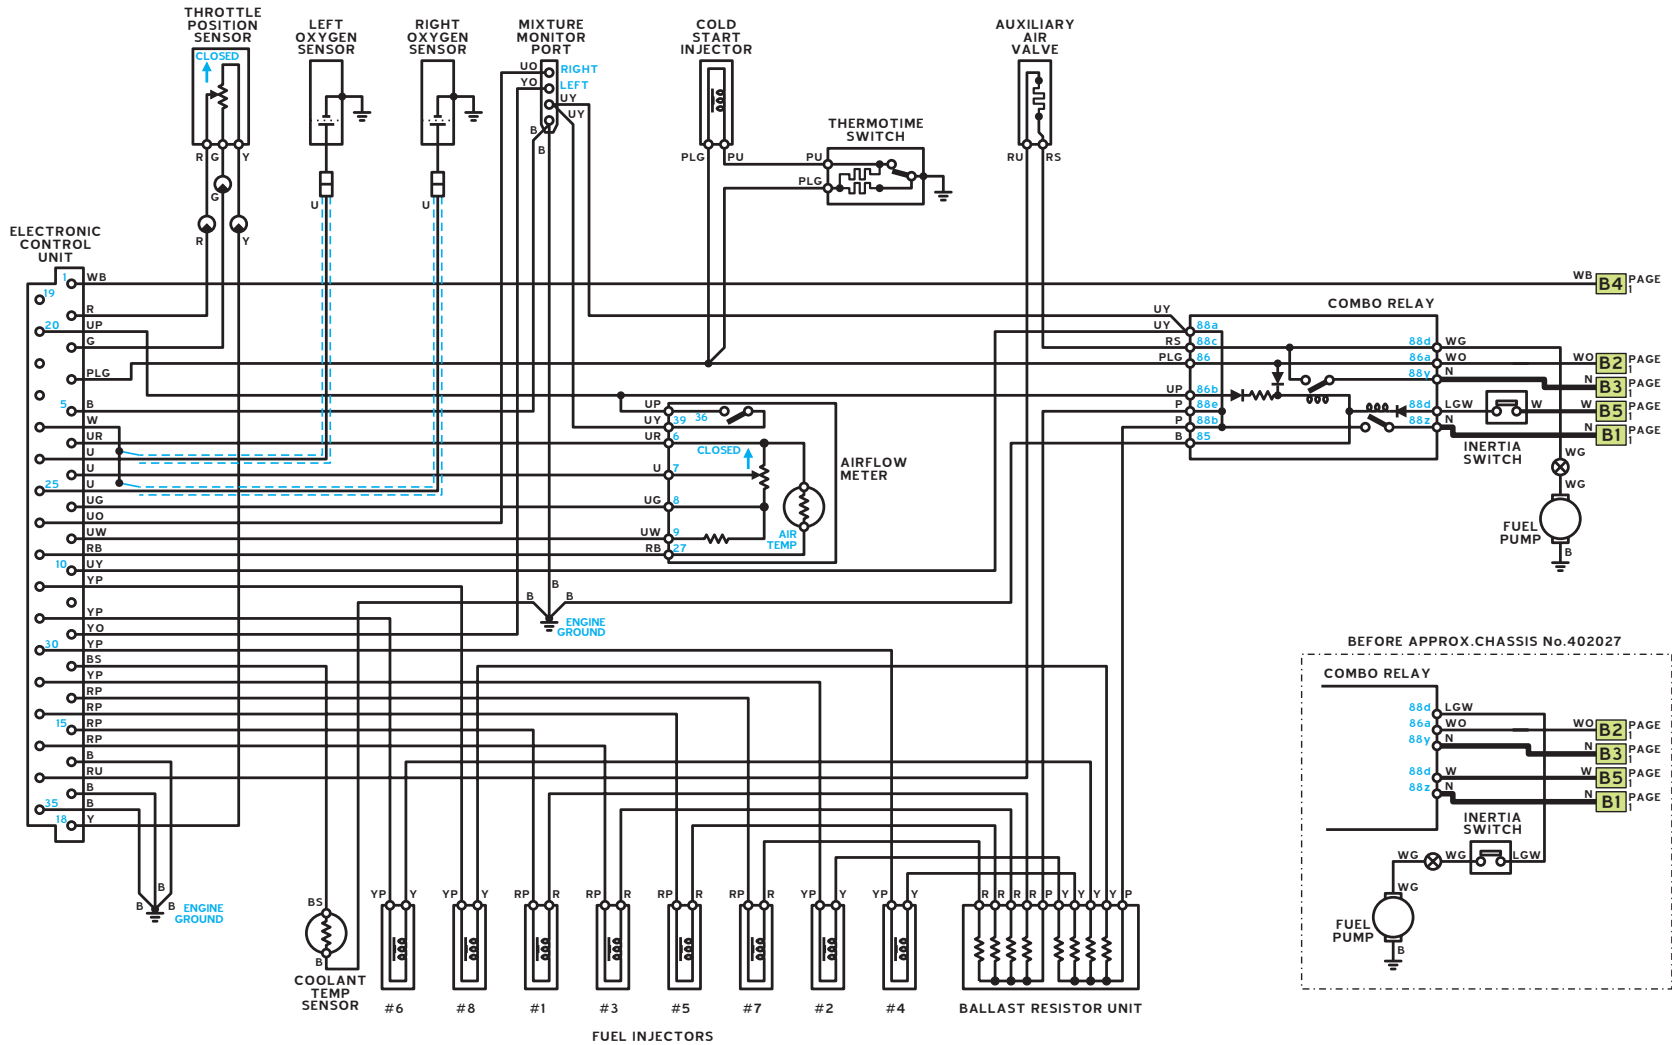 THROTTLE
POSITION
SENSOR
CLOSED
R G Y
G
R Y
LEFT
OXYGEN
SENSOR
U
RIGHT
OXYGEN
SENSOR
U
MIXTURE
MONITOR
PORT
UO RIGHT
YO LEFT
UY
UY
B
B
COLD
START
INJECTOR
PLG PU
THERMOTIME
SWITCH
PU
PLG
AUXILIARY
AIR
VALVE
RU RS
ELECTRONIC
CONTROL
UNIT
1 WB
19
R
20 UP
G
PLG
5 B
W
UR
U
U
25 U
UG
UO
UW
RB
10 UY
YP
YP
YO
30 YP
BS
YP
RP
RP
15 RP
RP
B
RU
B
35 B
18 Y
B
B B
ENGINE
GROUND
UP 36
UY 39
UR 6
CLOSED
U 7
UG 8
UW 9
RB 27
AIR
TEMP
AIRFLOW
METER
B
B B
ENGINE
GROUND
COMBO RELAY
UY
UY 88a
RS 88c
PLG 86
UP 86b
P 88e
P 88b
B 85
88d WG
86a WO
88y N
88d LGW
88z N
WB B4 PAGE 1
WO B2 PAGE 1
N B3 PAGE 1
W W B5 PAGE 1
N B1 PAGE 1
INERTIA
SWITCH
WG
WG
FUEL
PUMP
B
BEFORE APPROX.CHASSIS No.402027
COMBO RELAY
88d LGW
86a WO
88y N
88d W
88z N
WO B2 PAGE 1
N B3 PAGE 1
W B5 PAGE 1
N B1 PAGE 1
INERTIA
SWITCH
WG WG LGW
WG
FUEL
PUMP
B
BS
B
COOLANT
TEMP
SENSOR
YP Y
YP Y
RP R
RP R
RP R
RP R
YP Y
YP Y
R R R R P Y Y Y Y P
#6 #8 #1 #3 #5 #7 #2 #4
FUEL INJECTORS
BALLAST RESISTOR UNIT